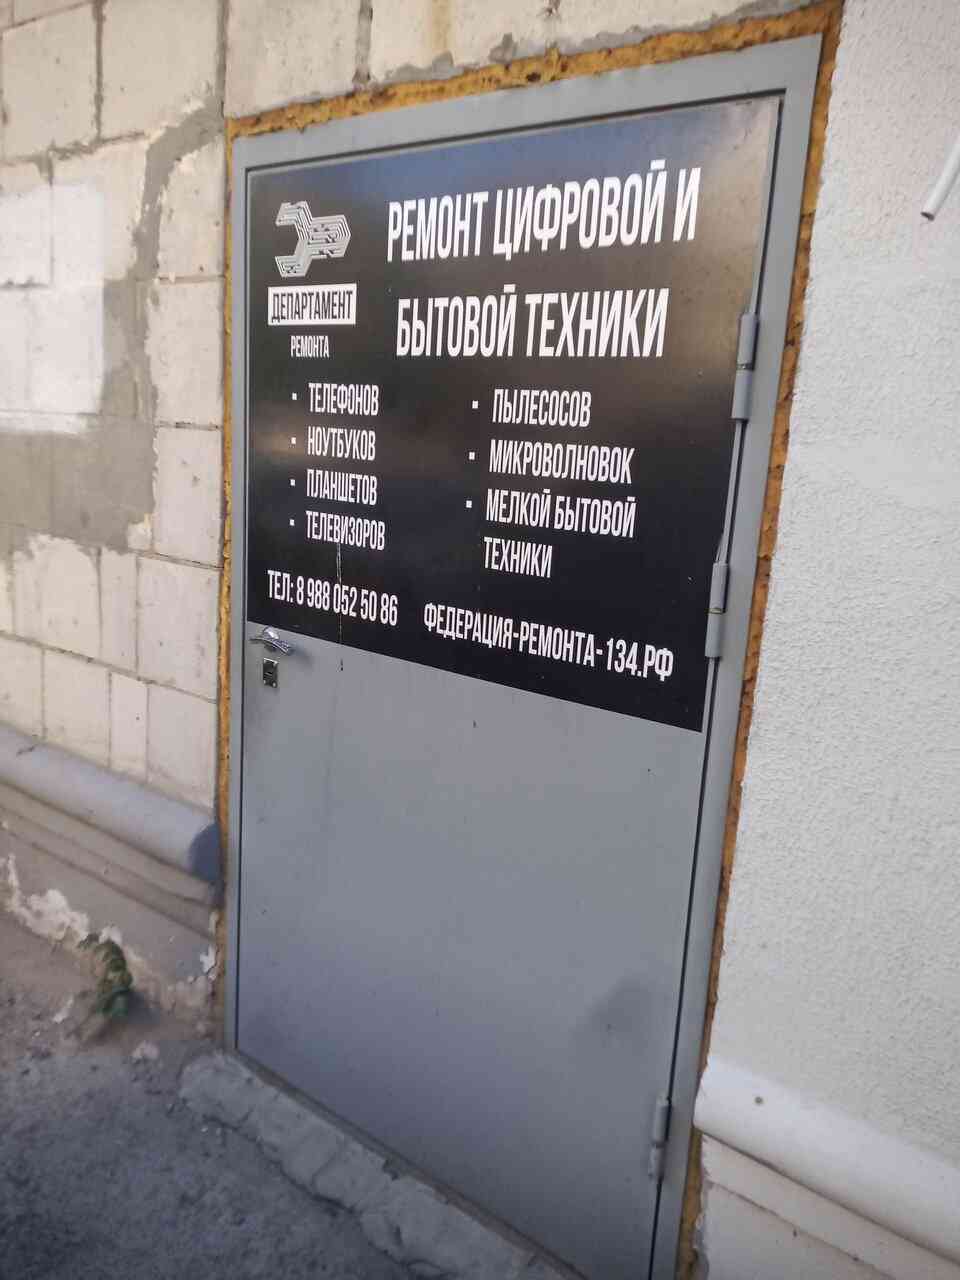 РЕМОНТ ЦИФРОВОЙ И
БЫТОВОЙ ТЕХНИКИ
ДЕПАРТАМЕНТ
РЕМОНТА
▪ ТЕЛЕФОНОВ
▪ НОУТБУКОВ
▪ ПЛАНШЕТОВ
▪ ТЕЛЕВИЗОРОВ
▪ ПЫЛЕСОСОВ
▪ МИКРОВОЛНОВОК
▪ МЕЛКОЙ БЫТОВОЙ
ТЕХНИКИ
ТЕЛ: 8 988 052 50 86
ФЕДЕРАЦИЯ-РЕМОНТА-134.РФ